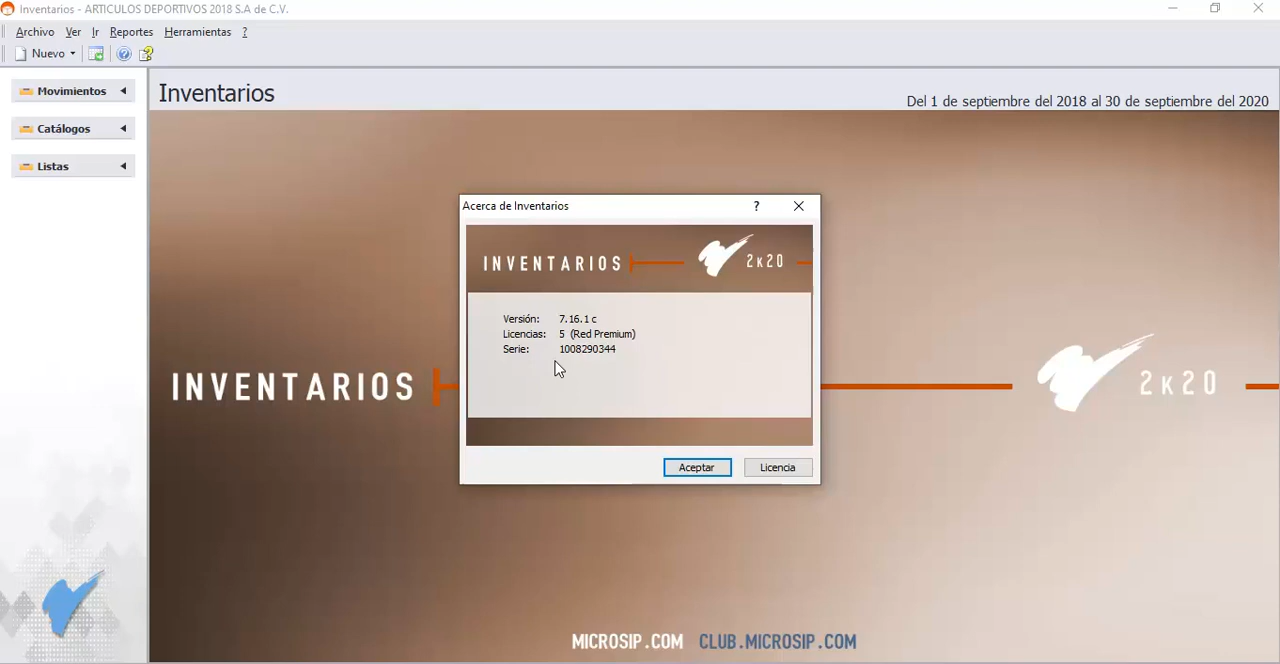 Inventarios - ARTICULOS DEPORTIVOS 2018 S.A de C.V.
Archivo Ver Ir Reportes Herramientas ?
Nuevo
Movimientos
Catálogos
Listas
Inventarios
Del 1 de septiembre del 2018 al 30 de septiembre del 2020
Acerca de Inventarios ?
INVENTARIOS 2K20
Versión: 7.16.1 c
Licencias: 5 (Red Premium)
Serie: 1008290344
Aceptar Licencia
INVENTARIOS 2K20
MICROSIP.COM CLUB.MICROSIP.COM